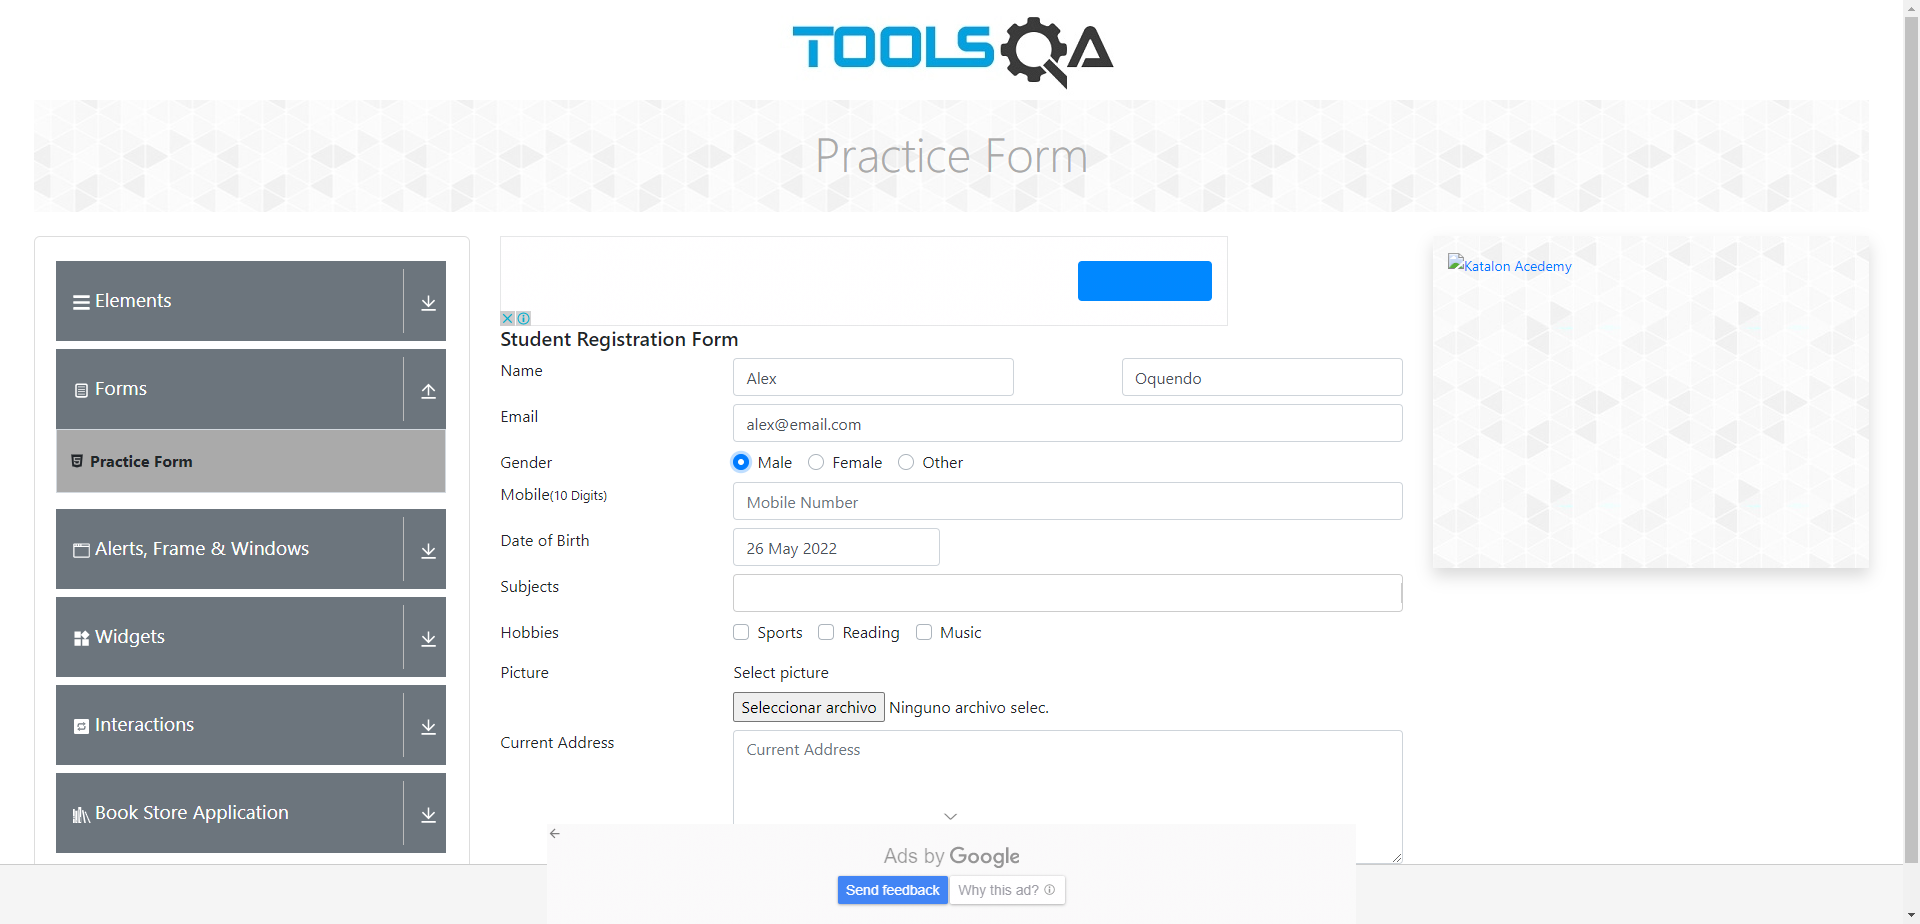 TOOLSQA
Practice Form
Elements
Forms
Practice Form
Alerts, Frame & Windows
Widgets
Interactions
Book Store Application
Student Registration Form
Name
Alex
Oquendo
Email
alex@email.com
Gender
Male Female Other
Mobile(10 Digits)
Mobile Number
Date of Birth
26 May 2022
Subjects
Hobbies
Sports Reading Music
Picture
Select picture
Seleccionar archivo Ninguno archivo selec.
Current Address
Current Address
Katalon Acedemy
Ads by Google
Send feedback
Why this ad?